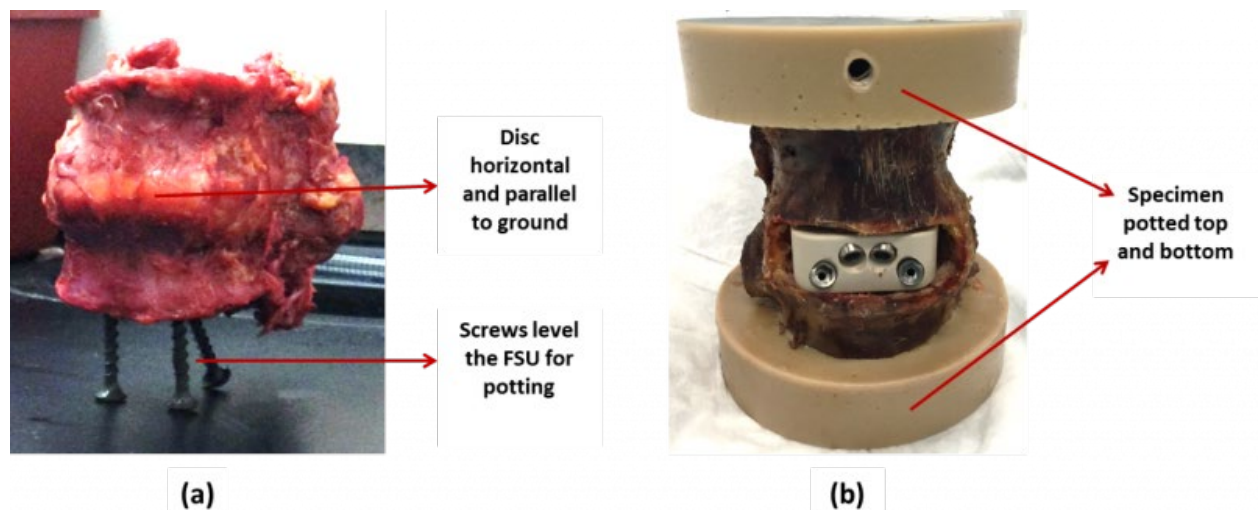 Disc
horizontal
and parallel
to ground
Screws level
the FSU for
potting
Specimen
potted top
and bottom
(a)
(b)